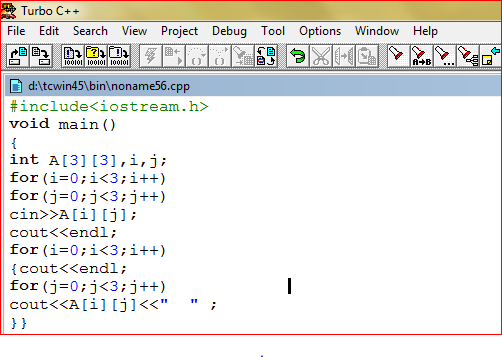 Turbo C++
File Edit Search View Project Debug Tool Options Window Help
d:\tcwin45\bin\noname56.cpp
#include<iostream.h>
void main()
{
int A[3][3],i,j;
for(i=0;i<3;i++)
for(j=0;j<3;j++)
cin>>A[i][j];
cout<<endl;
for(i=0;i<3;i++)
{cout<<endl;
for(j=0;j<3;j++)
cout<<A[i][j]<<"  " ;
}}